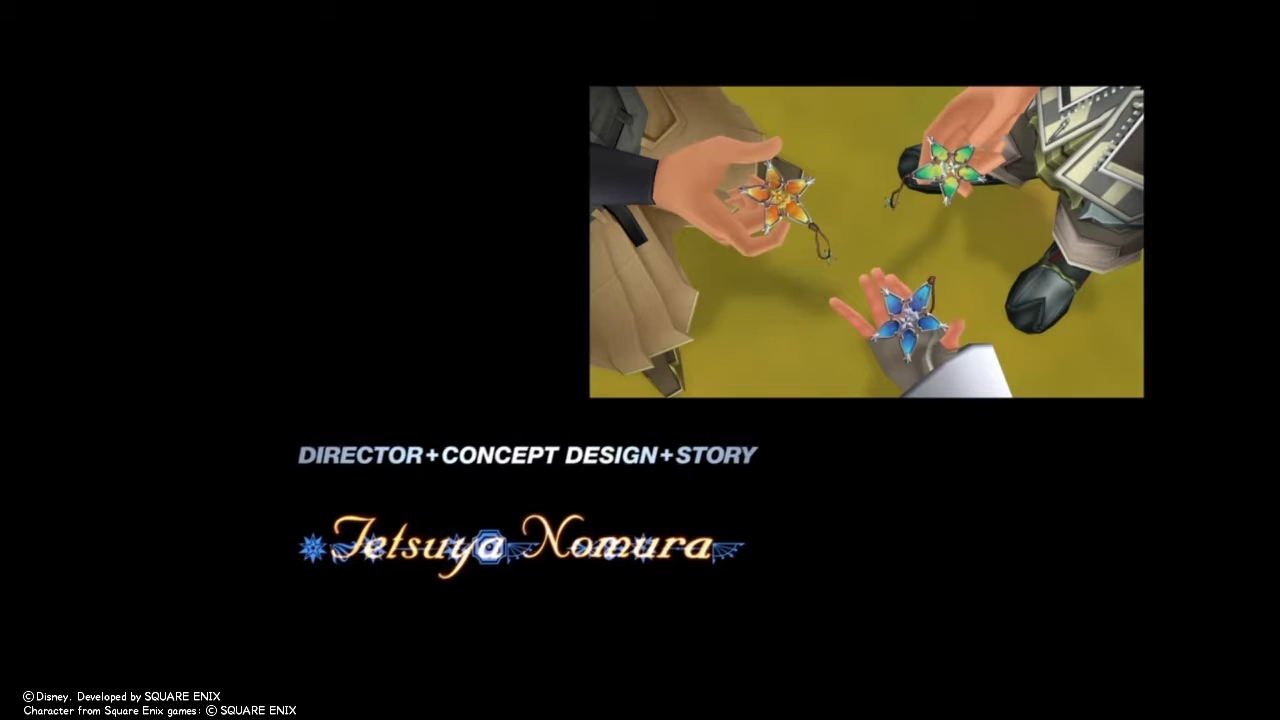 DIRECTOR+CONCEPT DESIGN+STORY
Tetsuya Nomura
©Disney. Developed by SQUARE ENIX
Character from Square Enix games: © SQUARE ENIX